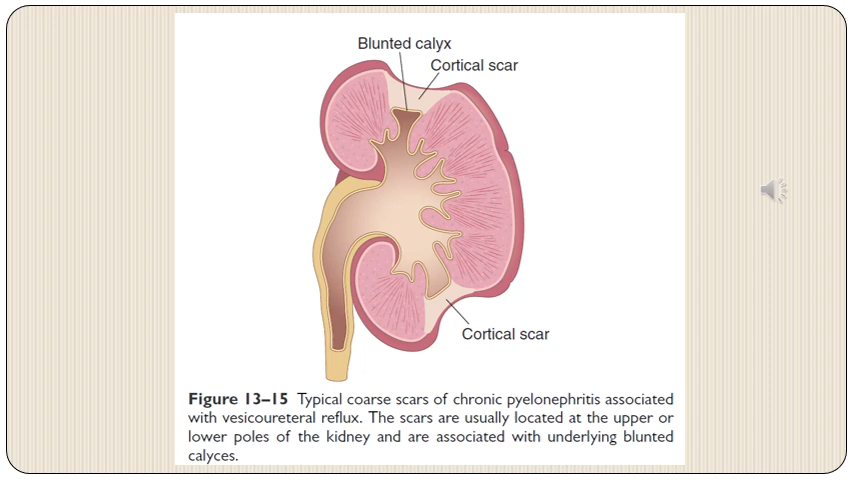 Blunted calyx
Cortical scar
Cortical scar
Figure 13–15 Typical coarse scars of chronic pyelonephritis associated
with vesicoureteral reflux. The scars are usually located at the upper or
lower poles of the kidney and are associated with underlying blunted
calyces.